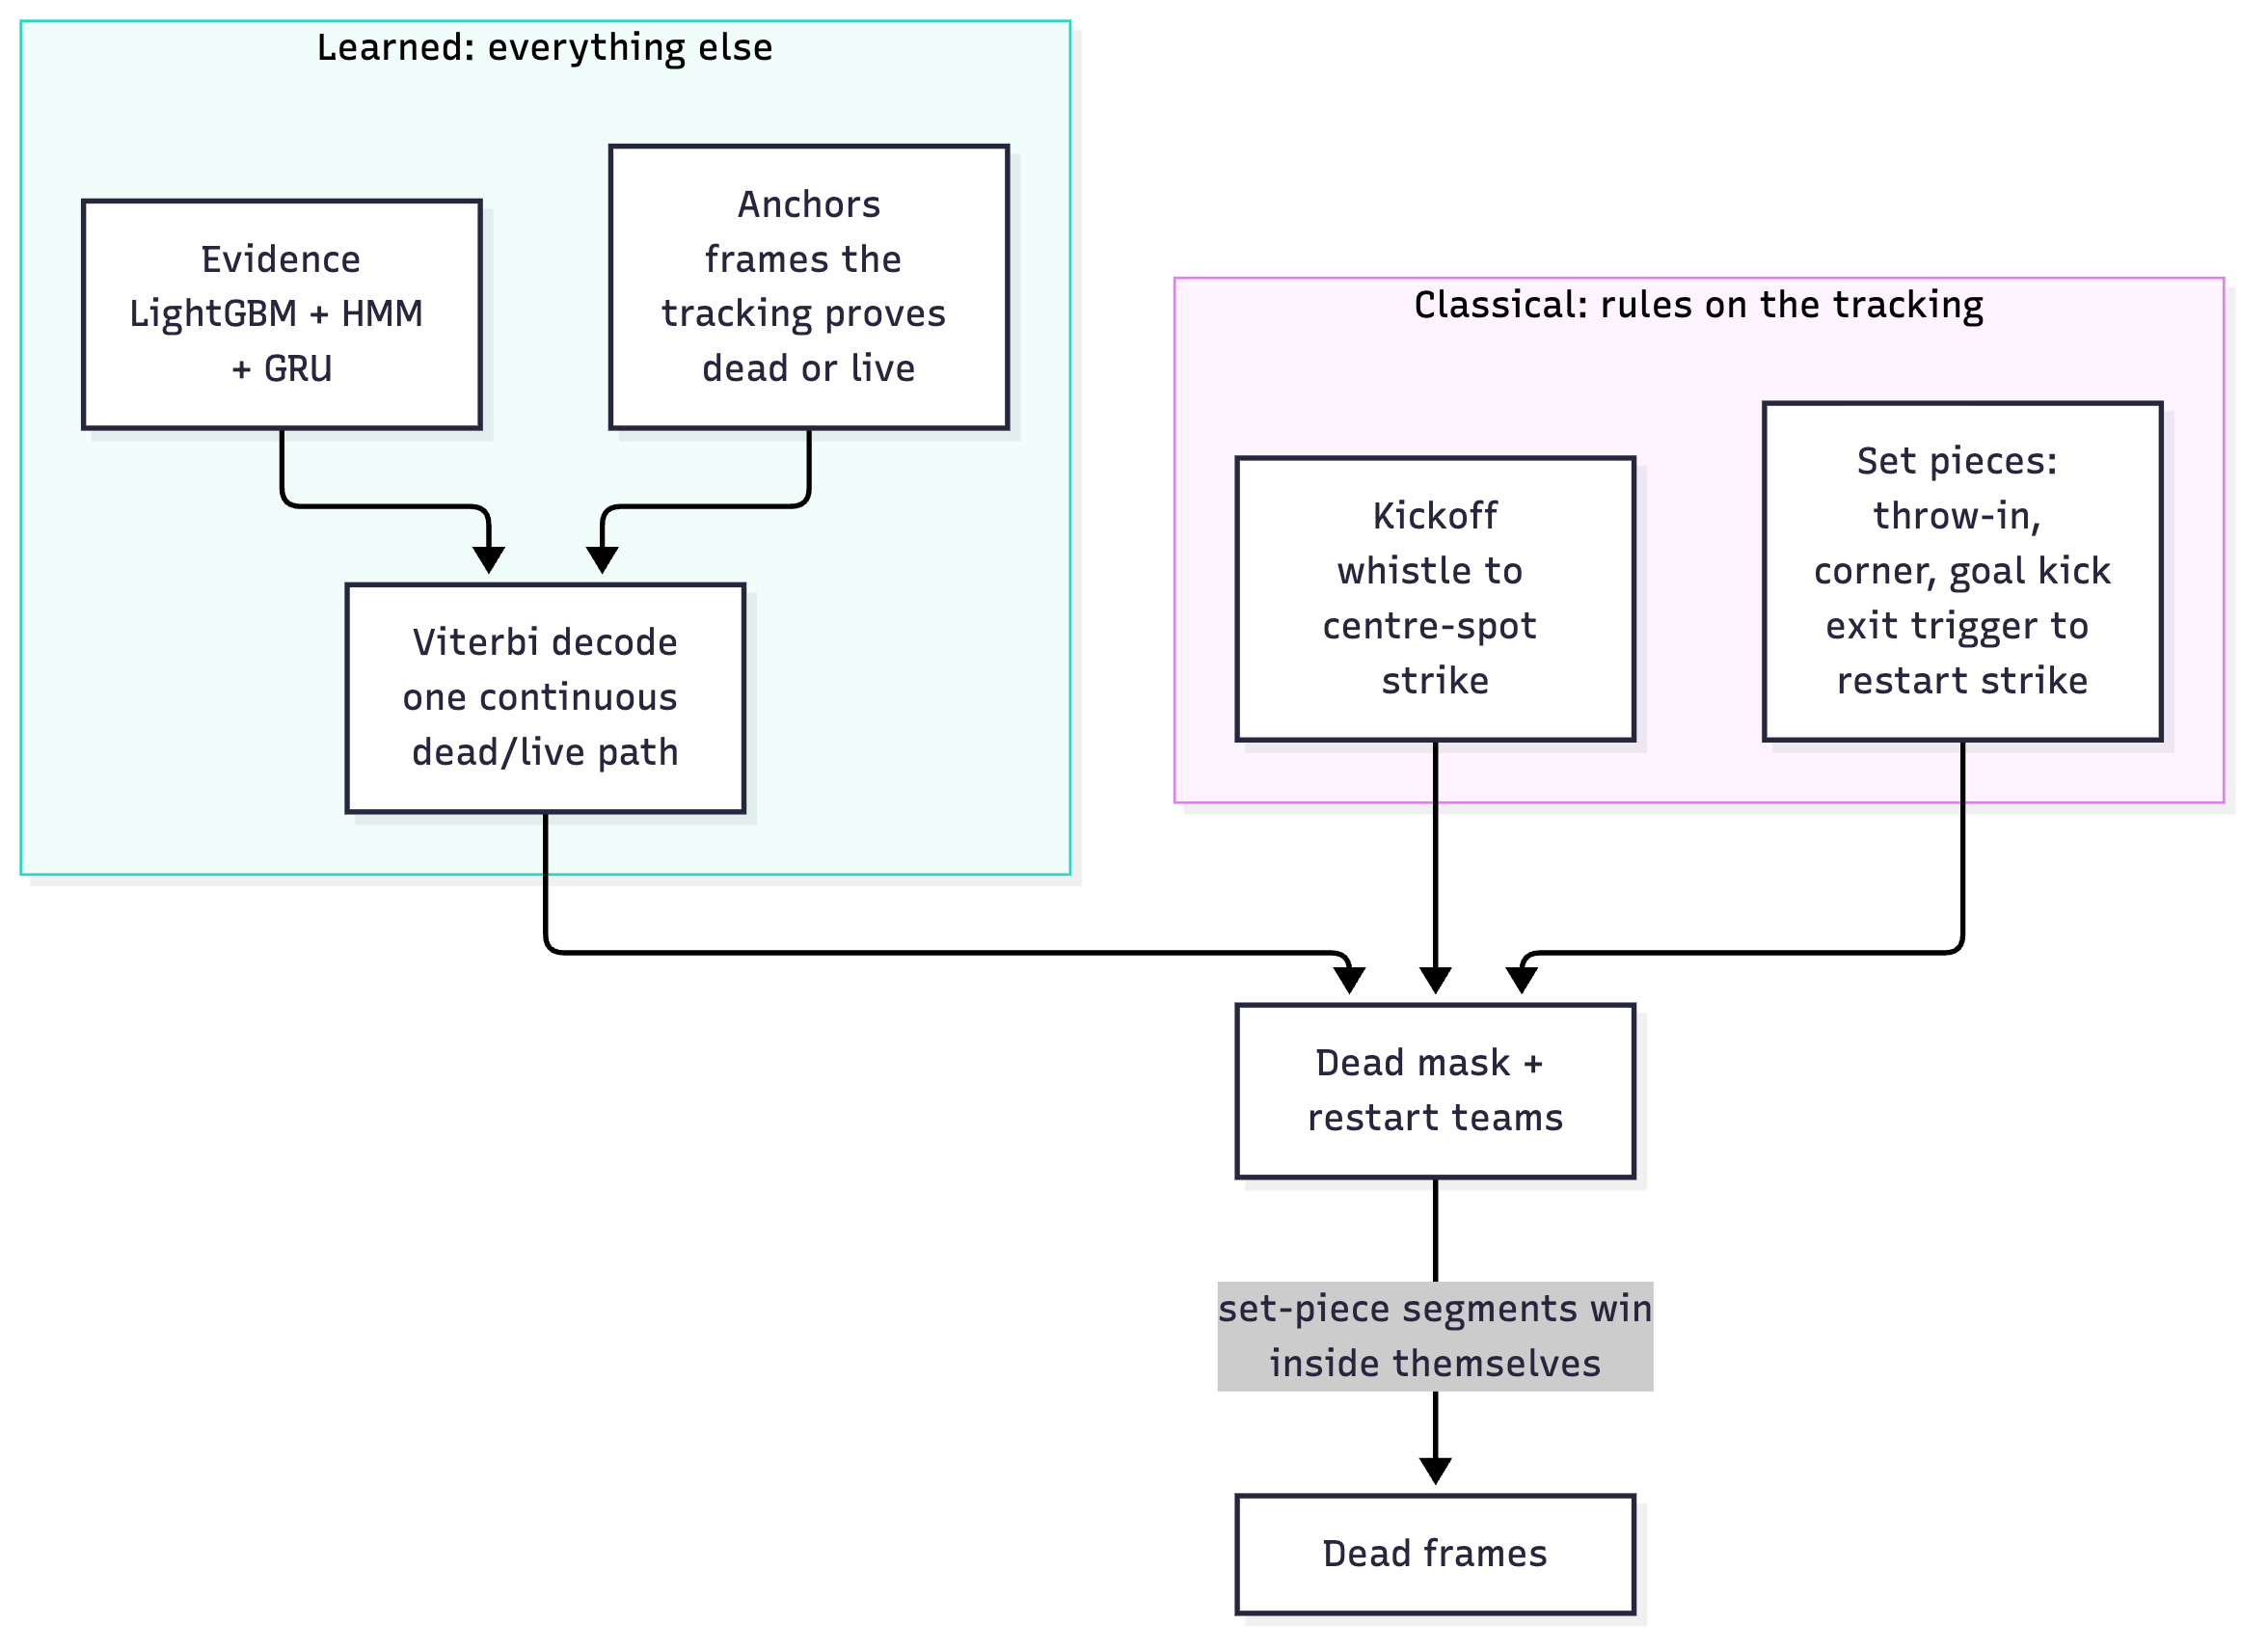 Learned: everything else
Evidence
LightGBM + HMM
+ GRU
Anchors
frames the
tracking proves
dead or live
Viterbi decode
one continuous
dead/live path
Classical: rules on the tracking
Kickoff
whistle to
centre-spot
strike
Set pieces:
throw-in,
corner, goal kick
exit trigger to
restart strike
Dead mask +
restart teams
set-piece segments win
inside themselves
Dead frames